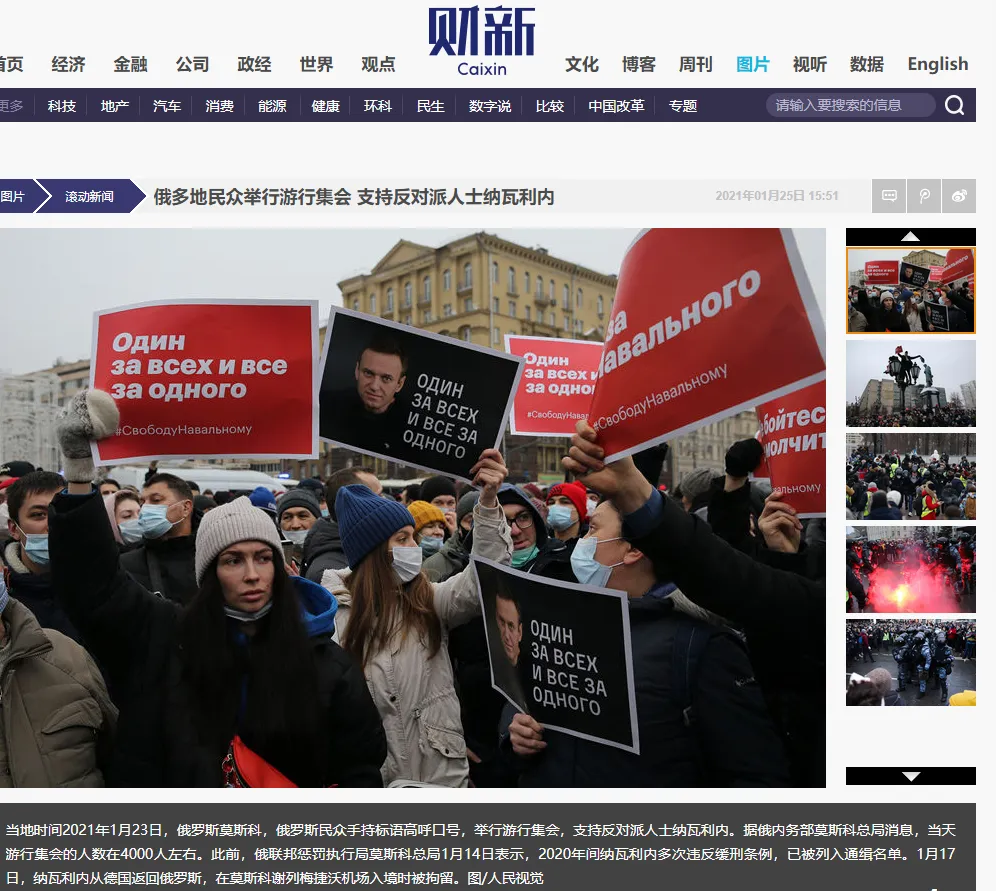 财新
Caixin
首页 经济 金融 公司 政经 世界 观点 文化 博客 周刊 图片 视听 数据 English
更多 科技 地产 汽车 消费 能源 健康 环科 民生 数字说 比较 中国改革 专题 请输入要搜索的信息
图片 滚动新闻 俄多地民众举行游行集会 支持反对派人士纳瓦利内 2021年01月25日 15:51
Один
за всех и все
за одного
#СвободуНавальному
ОДИН
ЗА ВСЕХ
И ВСЕ ЗА
ОДНОГО
Один
за всех и
за одно
#СвободуНава
за
авального
#СвободуНавальному
бойтесь
молчит
альному
ОДИН
ЗА ВСЕХ
И ВСЕ ЗА
ОДНОГО
当地时间2021年1月23日，俄罗斯莫斯科，俄罗斯民众手持标语高呼口号，举行游行集会，支持反对派人士纳瓦利内。据俄内务部莫斯科总局消息，当天
游行集会的人数在4000人左右。此前，俄联邦惩罚执行局莫斯科总局1月14日表示，2020年间纳瓦利内多次违反缓刑条例，已被列入通缉名单。1月17
日，纳瓦利内从德国返回俄罗斯，在莫斯科谢列梅捷沃机场入境时被拘留。图/人民视觉